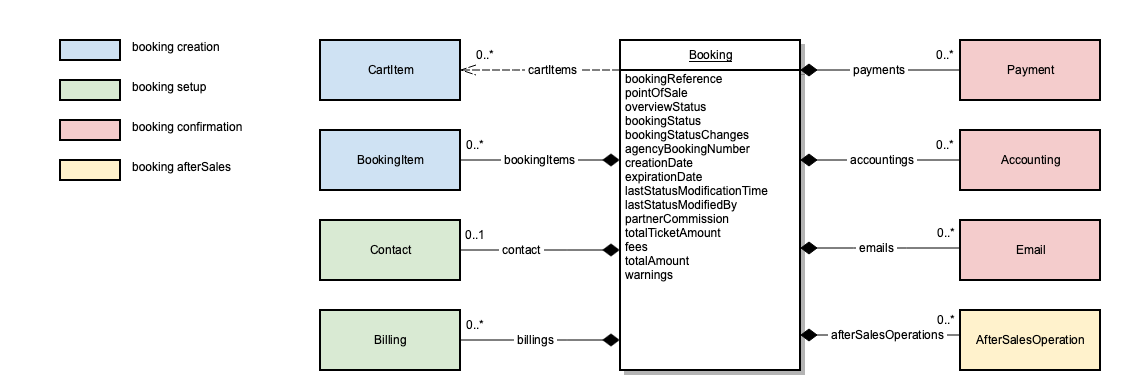 booking creation
booking setup
booking confirmation
booking afterSales
CartItem
0..*
cartItems
BookingItem
0..*
bookingItems
Contact
0..1
contact
Billing
0..*
billings
Booking
bookingReference
pointOfSale
overviewStatus
bookingStatus
bookingStatusChanges
agencyBookingNumber
creationDate
expirationDate
lastStatusModificationTime
lastStatusModifiedBy
partnerCommission
totalTicketAmount
fees
totalAmount
warnings
payments
0..*
Payment
accountings
0..*
Accounting
emails
0..*
Email
afterSalesOperations
0..*
AfterSalesOperation